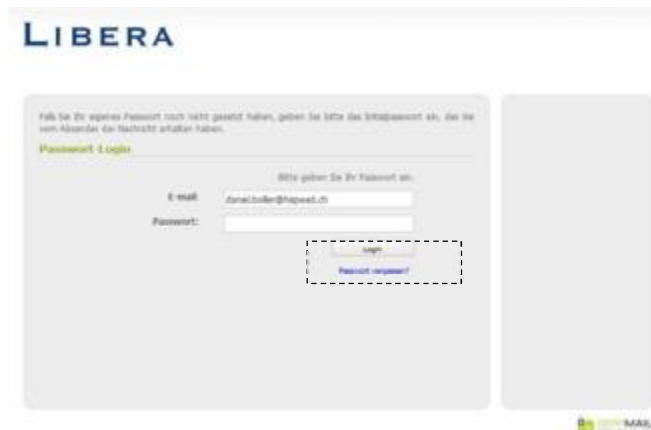 LIBERA
Falls Sie Ihr eigenes Passwort noch nicht gesetzt haben, geben Sie bitte das Initialpasswort ein, das Sie
vom Absender der Nachricht erhalten haben.
Passwort-Login
Bitte geben Sie Ihr Passwort ein.
E-mail
Passwort:
Login
Passwort vergessen?
MAIL